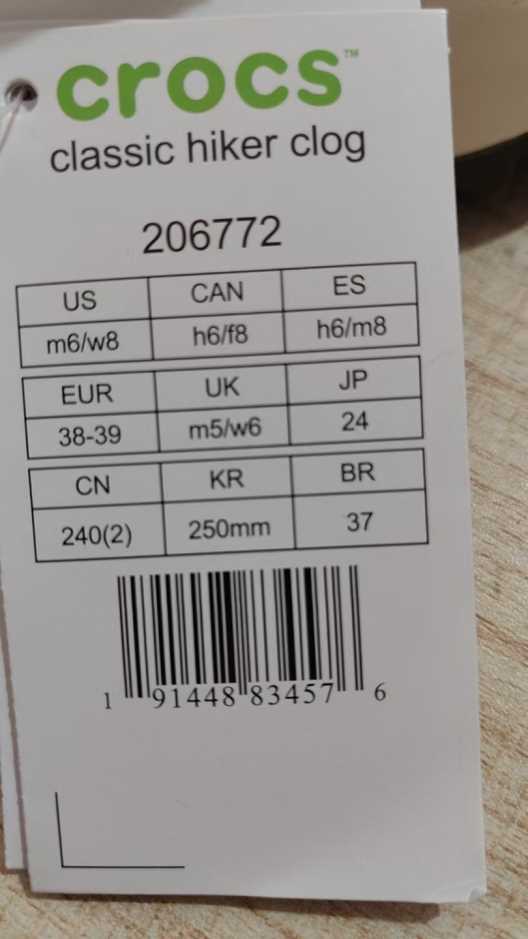 crocs™
classic hiker clog
206772
US CAN ES
m6/w8 h6/f8 h6/m8
EUR UK JP
38-39 m5/w6 24
CN KR BR
240(2) 250mm 37
1 91448 83457 6